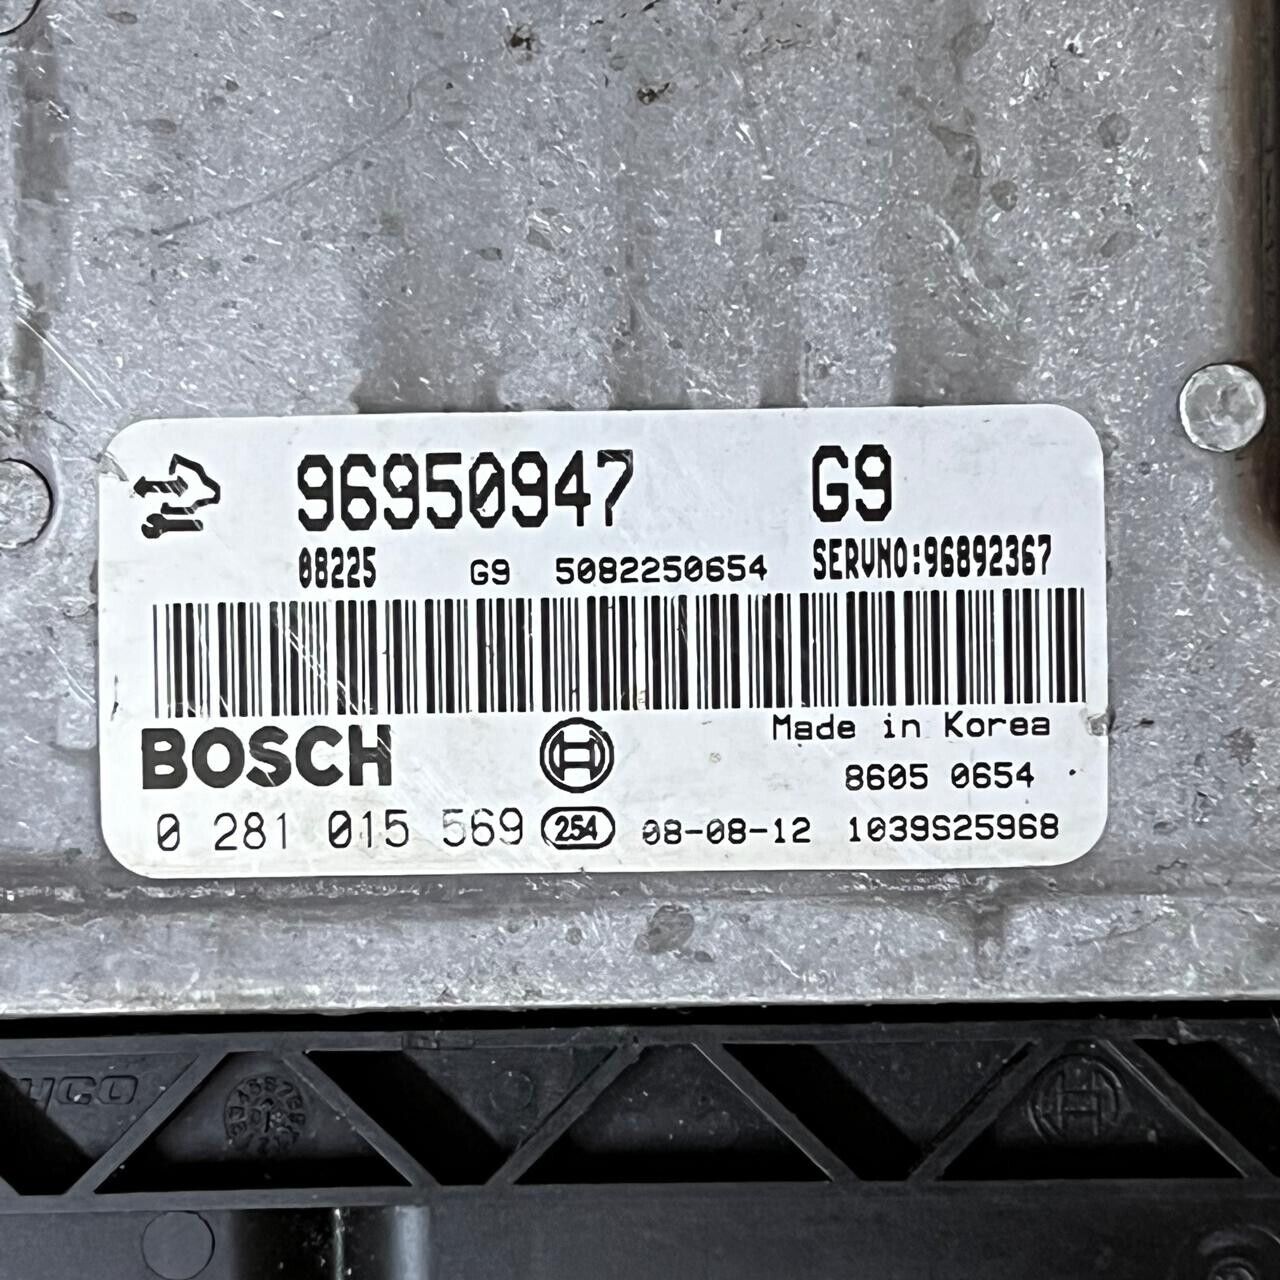 96950947 G9
08225 G9 5082250654 SERVNO:96892367
Made in Korea
BOSCH
8605 0654
0 281 015 569 254 08-08-12 1039S25968